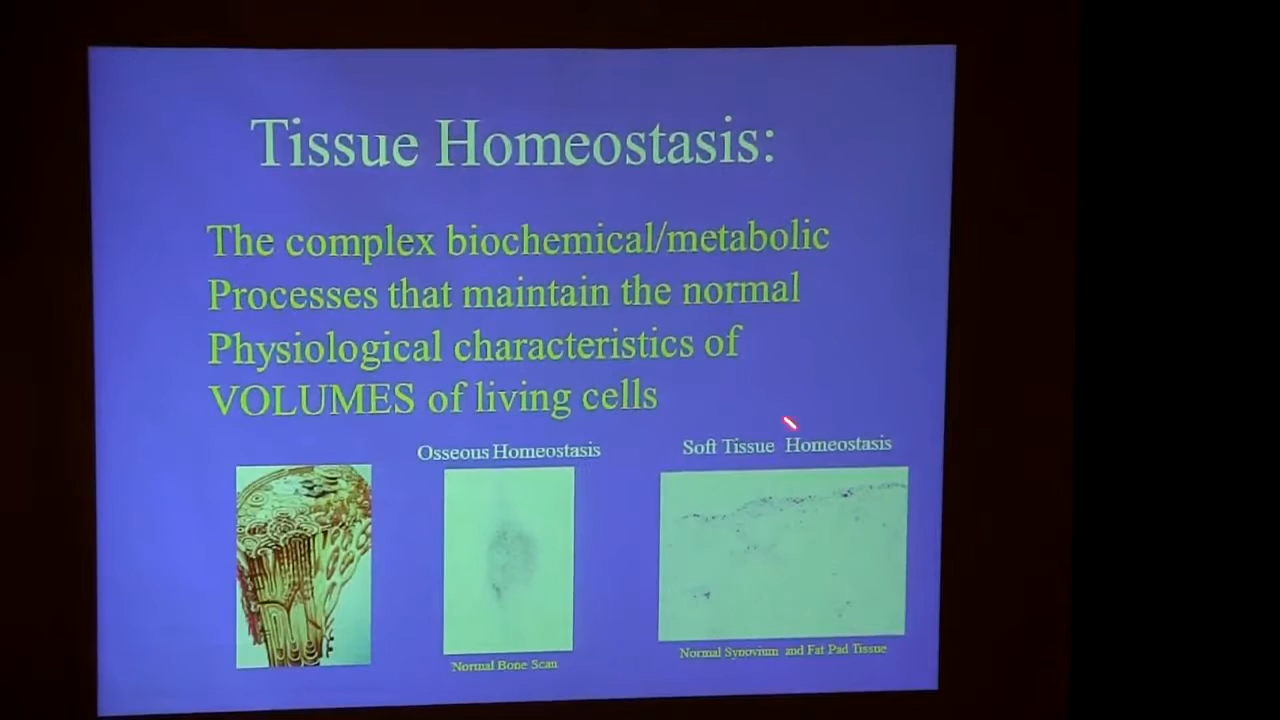 Tissue Homeostasis:
The complex biochemical/metabolic
Processes that maintain the normal
Physiological characteristics of
VOLUMES of living cells
Osseous Homeostasis
Soft Tissue Homeostasis
Normal Bone Scan
Normal Synovium and Fat Pad Tissue